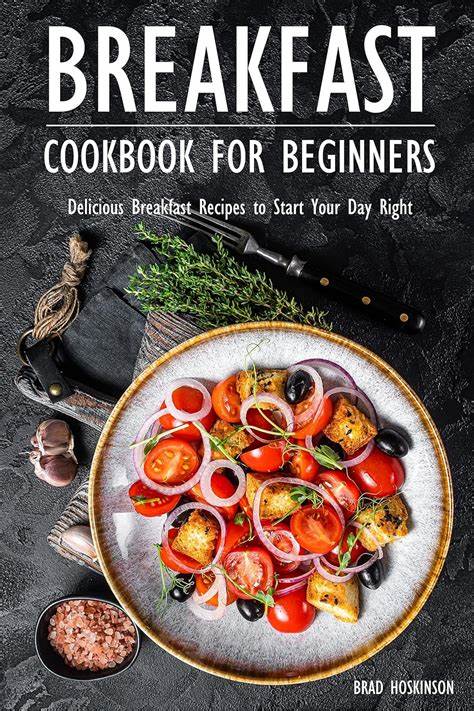 BREAKFAST
COOKBOOK FOR BEGINNERS
Delicious Breakfast Recipes to Start Your Day Right
BRAD HOSKINSON